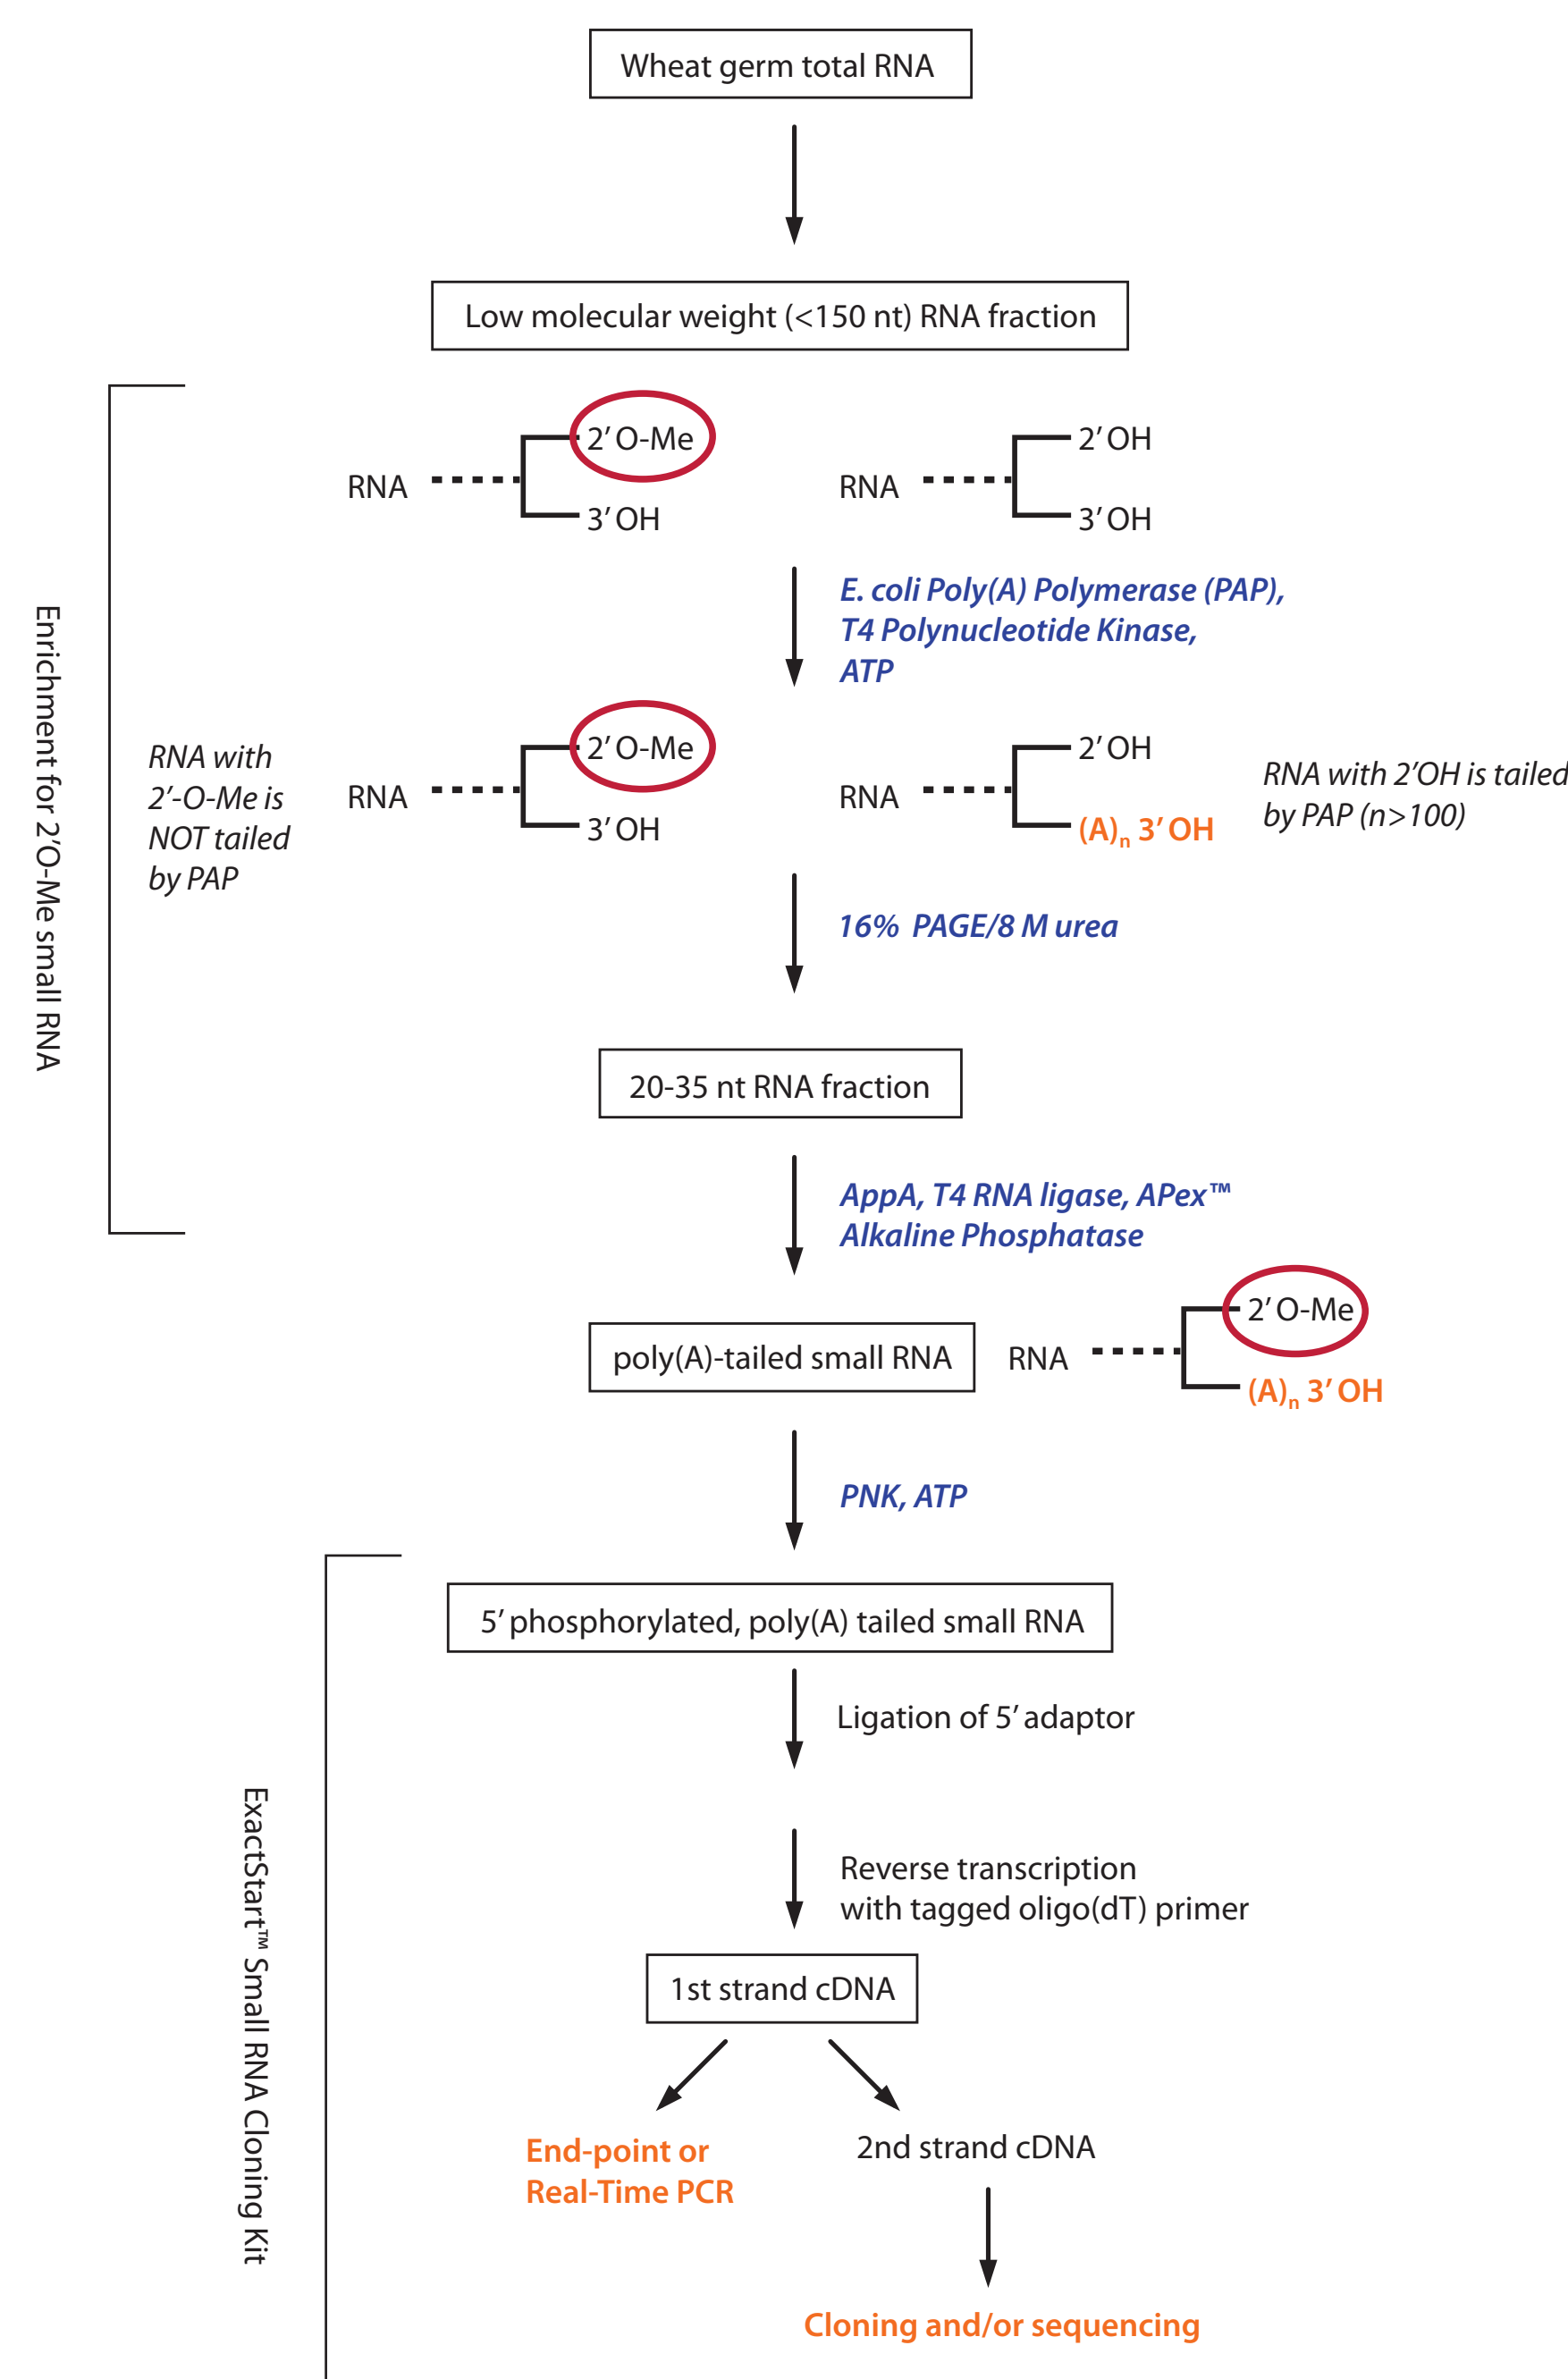 Wheat germ total RNA
Low molecular weight (<150 nt) RNA fraction
Enrichment for 2'O-Me small RNA
RNA
2' O-Me
3' OH
RNA
2' OH
3' OH
E. coli Poly(A) Polymerase (PAP),
T4 Polynucleotide Kinase,
ATP
RNA with
2'-O-Me is
NOT tailed
by PAP
RNA
2' O-Me
3' OH
RNA
2' OH
(A)n 3' OH
RNA with 2'OH is tailed
by PAP (n>100)
16% PAGE/8 M urea
20-35 nt RNA fraction
AppA, T4 RNA ligase, APex™
Alkaline Phosphatase
poly(A)-tailed small RNA
RNA
2' O-Me
(A)n 3' OH
PNK, ATP
ExactStart™ Small RNA Cloning Kit
5' phosphorylated, poly(A) tailed small RNA
Ligation of 5' adaptor
Reverse transcription
with tagged oligo(dT) primer
1st strand cDNA
End-point or
Real-Time PCR
2nd strand cDNA
Cloning and/or sequencing